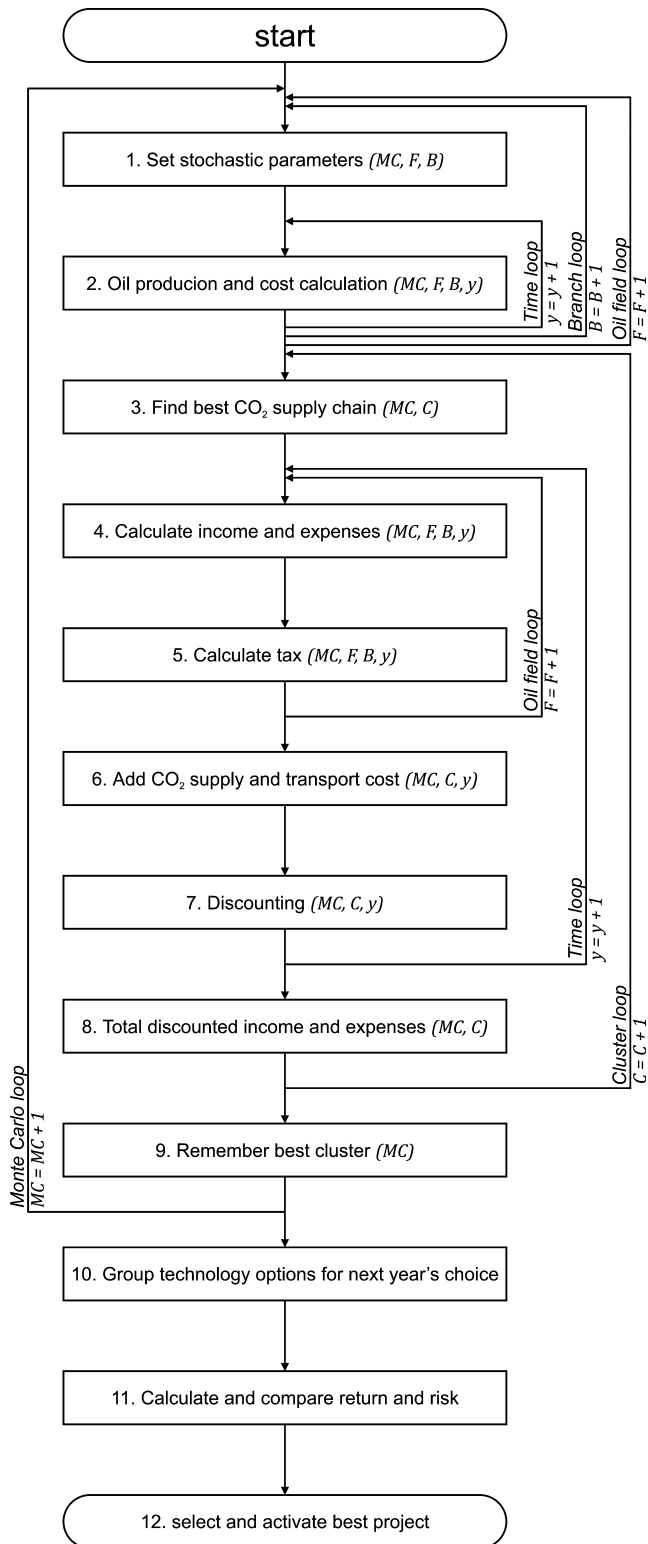 start
1. Set stochastic parameters (MC, F, B)
2. Oil producion and cost calculation (MC, F, B, y)
Time loop
y = y + 1
Branch loop
B = B + 1
Oil field loop
F = F + 1
3. Find best CO₂ supply chain (MC, C)
4. Calculate income and expenses (MC, F, B, y)
5. Calculate tax (MC, F, B, y)
Oil field loop
F = F + 1
6. Add CO₂ supply and transport cost (MC, C, y)
7. Discounting (MC, C, y)
Time loop
y = y + 1
8. Total discounted income and expenses (MC, C)
Cluster loop
C = C + 1
9. Remember best cluster (MC)
Monte Carlo loop
MC = MC + 1
10. Group technology options for next year's choice
11. Calculate and compare return and risk
12. select and activate best project